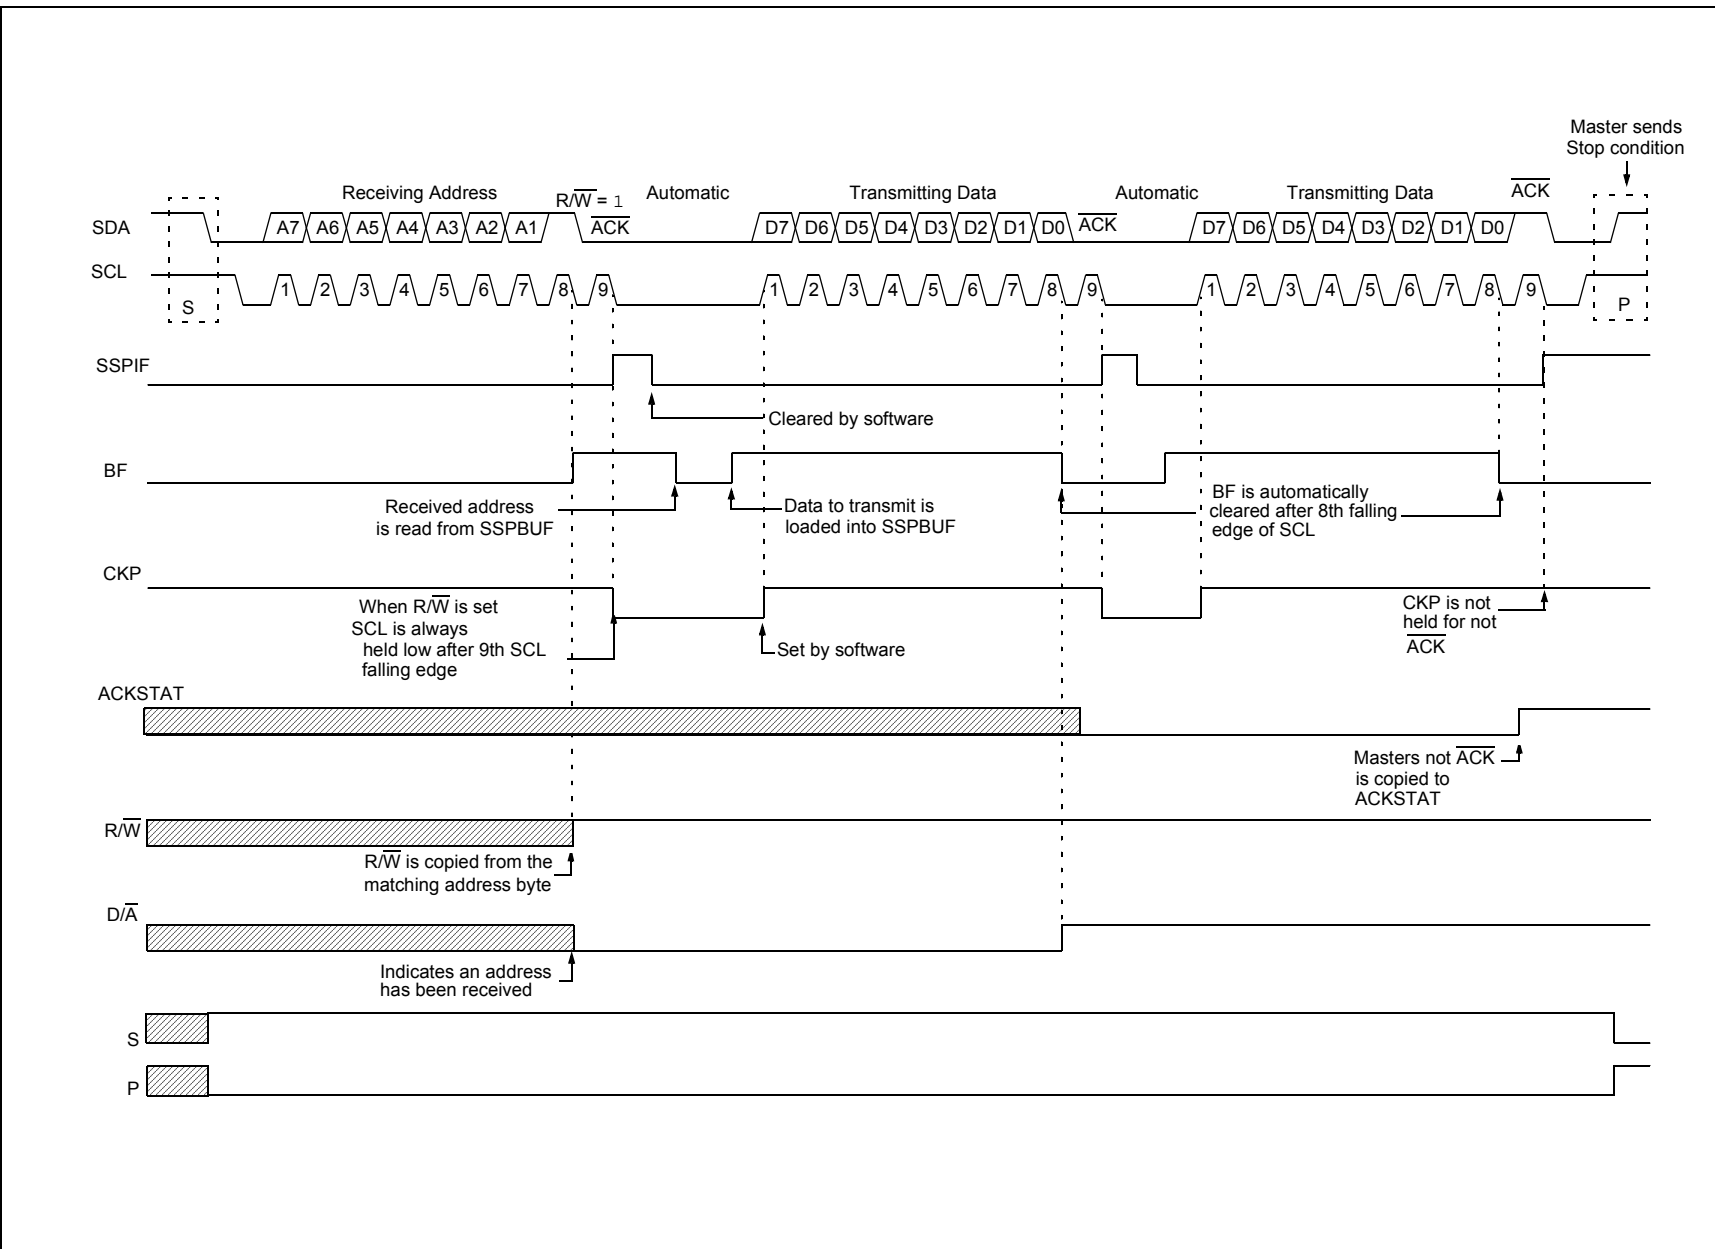 Master sends
Stop condition
Receiving Address
R/W = 1
Automatic
Transmitting Data
Automatic
Transmitting Data
ACK
SDA
A7 A6 A5 A4 A3 A2 A1
ACK
D7 D6 D5 D4 D3 D2 D1 D0
ACK
D7 D6 D5 D4 D3 D2 D1 D0
SCL
S
1 2 3 4 5 6 7 8 9
1 2 3 4 5 6 7 8 9
1 2 3 4 5 6 7 8 9
P
SSPIF
Cleared by software
BF
Received address
is read from SSPBUF
Data to transmit is
loaded into SSPBUF
BF is automatically
cleared after 8th falling
edge of SCL
CKP
When R/W is set
SCL is always
held low after 9th SCL
falling edge
Set by software
CKP is not
held for not
ACK
ACKSTAT
Masters not ACK
is copied to
ACKSTAT
R/W
R/W is copied from the
matching address byte
D/A
Indicates an address
has been received
S
P